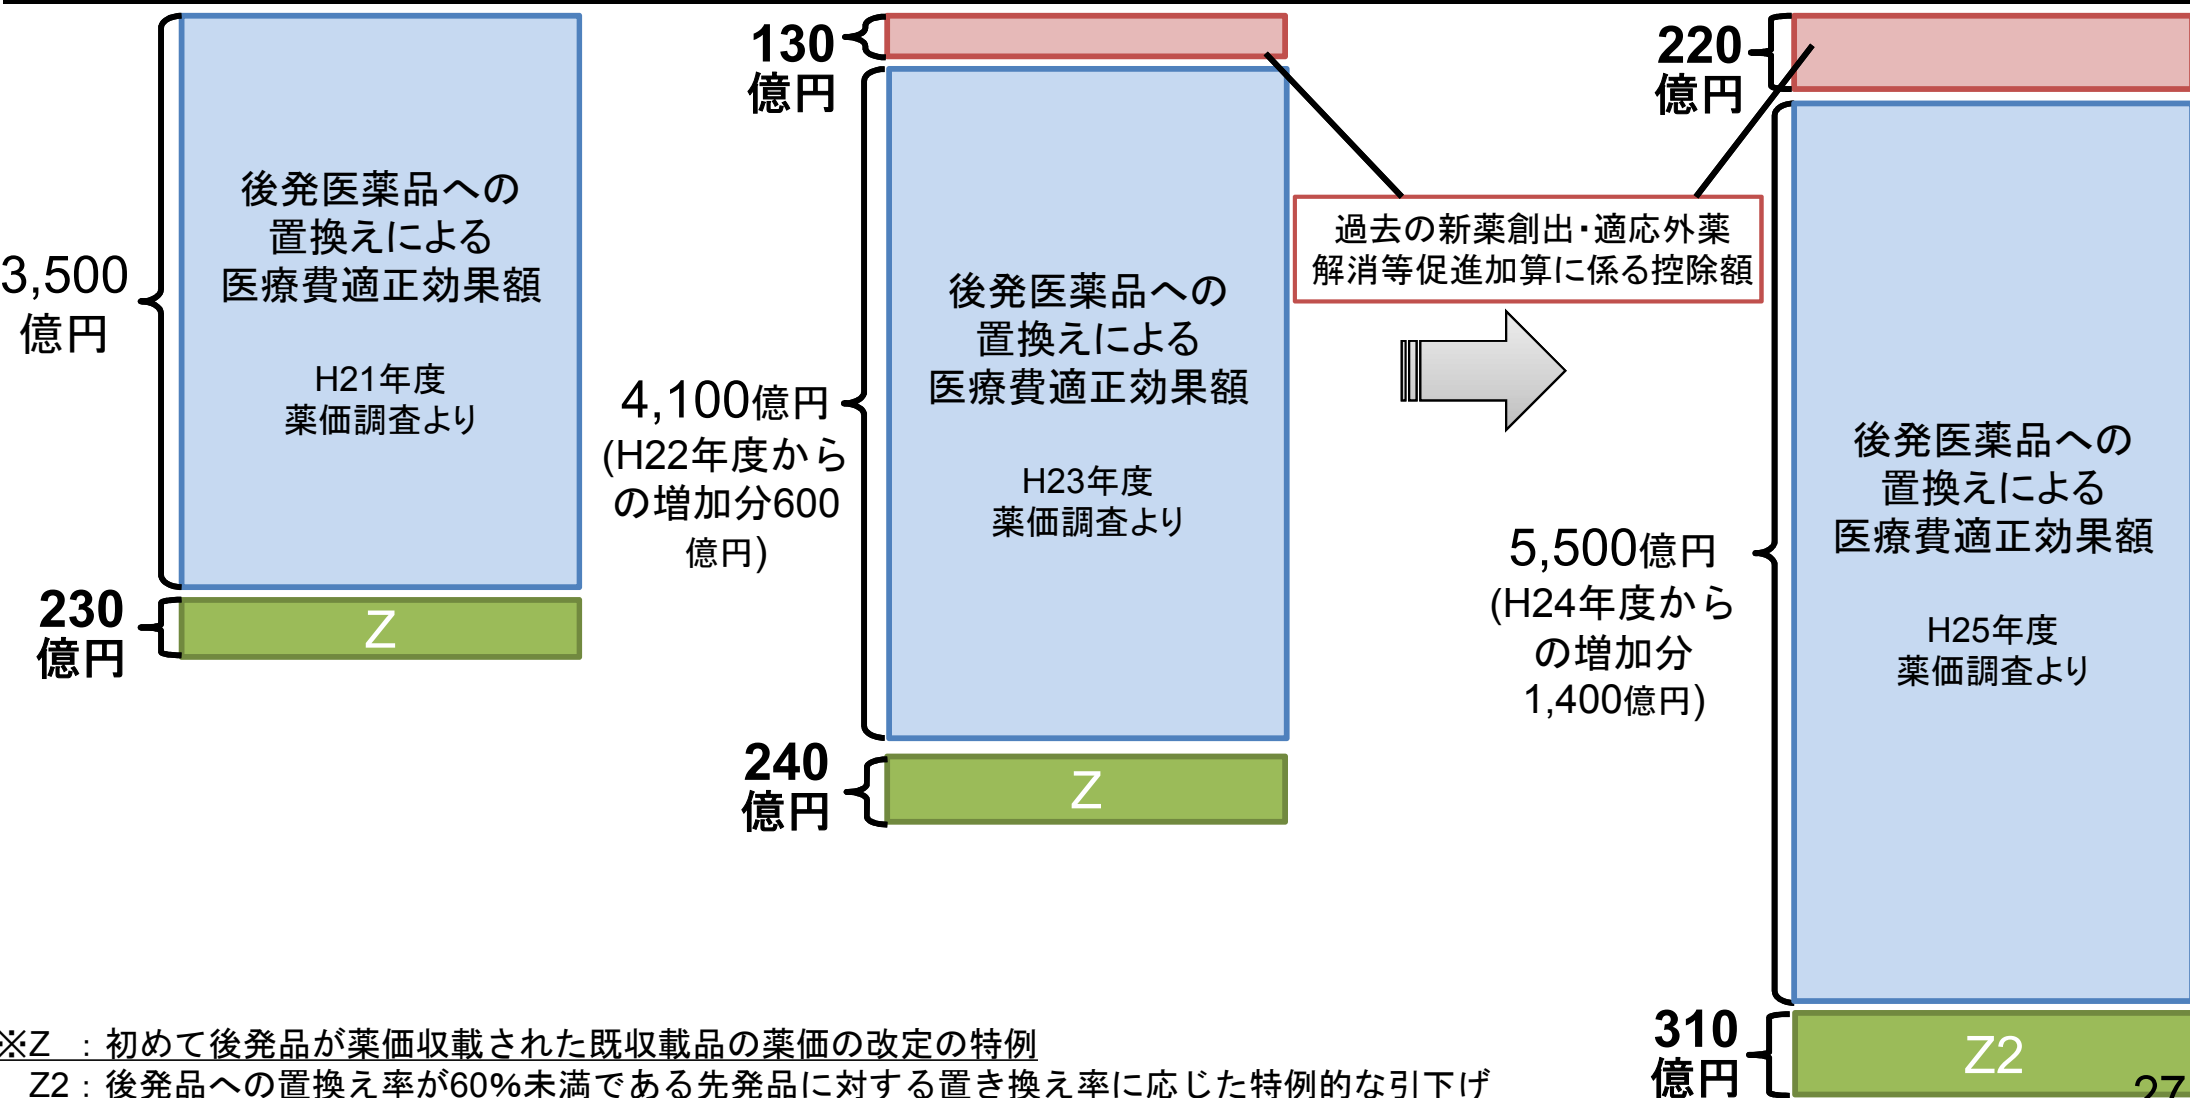 3,500
億円
後発医薬品への
置換えによる
医療費適正効果額
H21年度
薬価調査より
230
億円
Z
130
億円
4,100億円
(H22年度から
の増加分600
億円)
後発医薬品への
置換えによる
医療費適正効果額
H23年度
薬価調査より
240
億円
Z
過去の新薬創出・適応外薬
解消等促進加算に係る控除額
220
億円
5,500億円
(H24年度から
の増加分
1,400億円)
後発医薬品への
置換えによる
医療費適正効果額
H25年度
薬価調査より
310
億円
Z2
※Z ：初めて後発品が薬価収載された既収載品の薬価の改定の特例
Z2：後発品への置換え率が60%未満である先発品に対する置き換え率に応じた特例的な引下げ
27